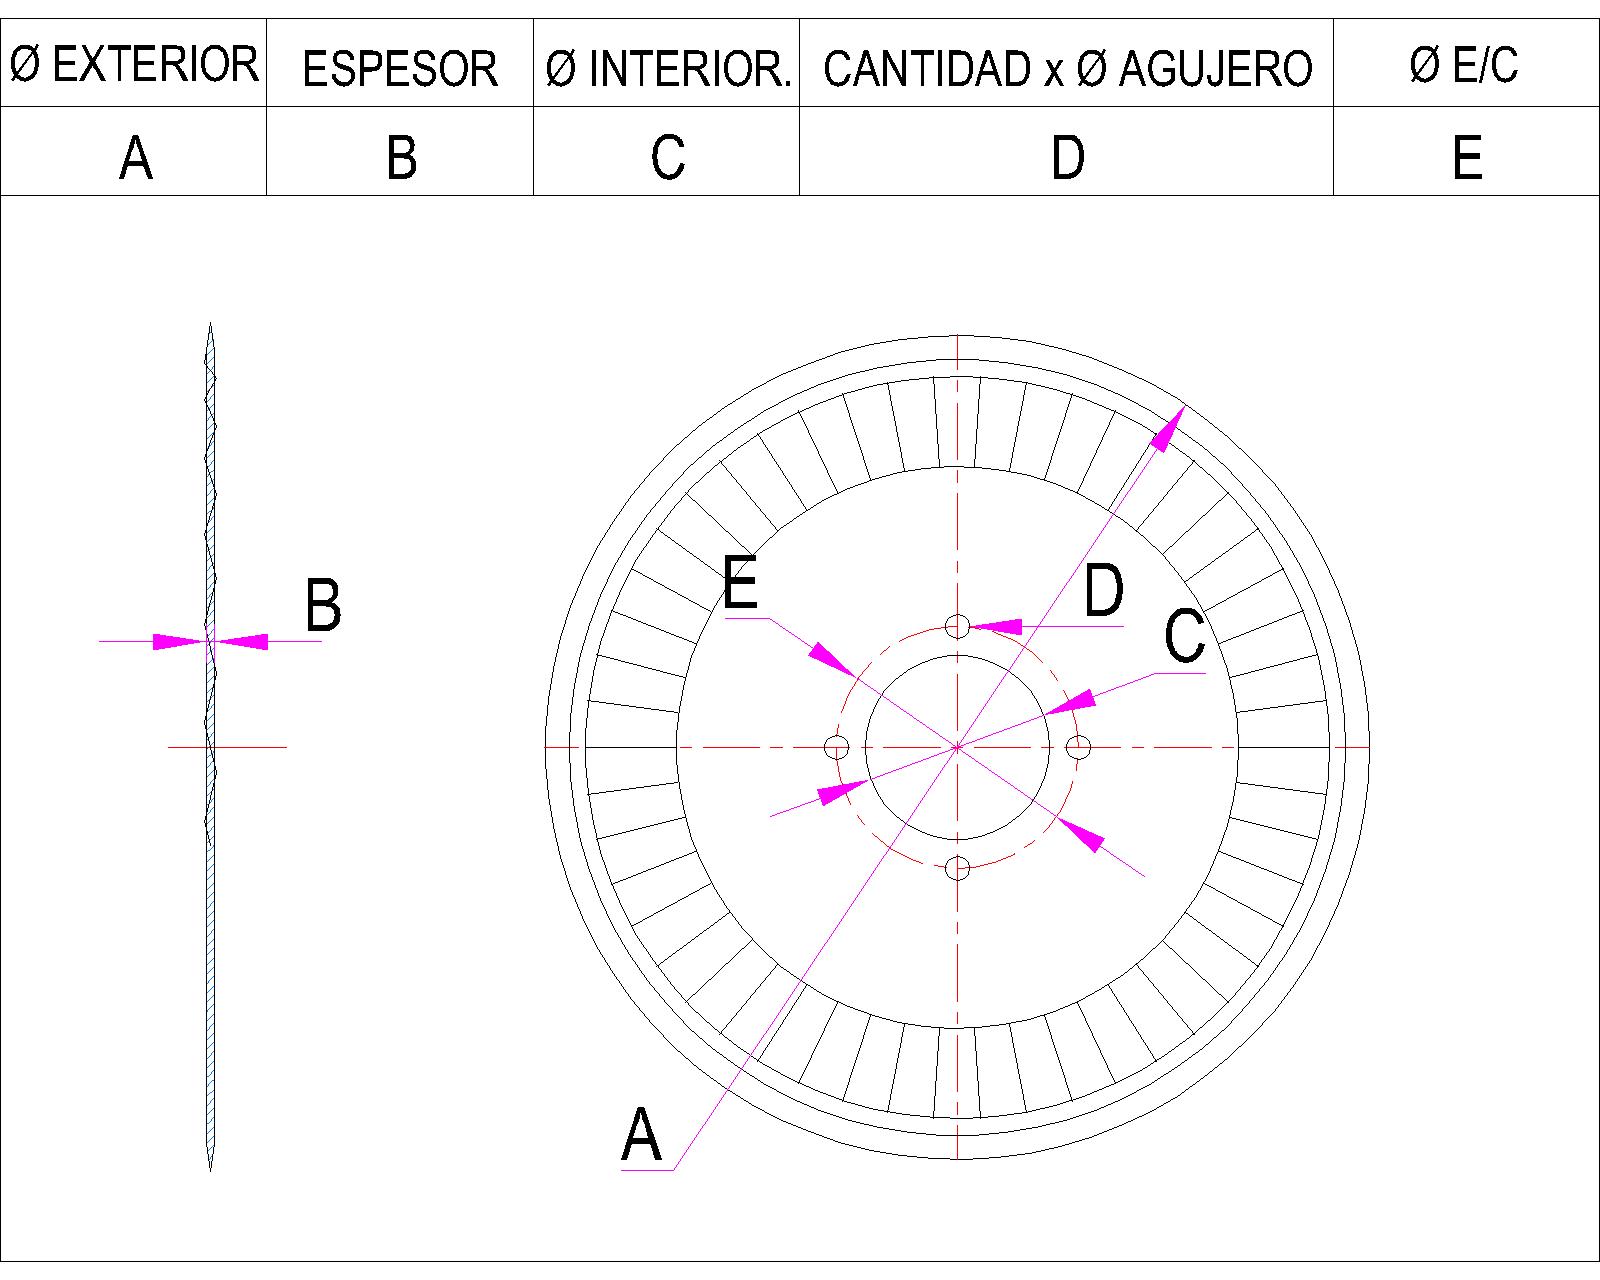 Ø EXTERIOR ESPESOR Ø INTERIOR. CANTIDAD x Ø AGUJERO Ø E/C
A B C D E
E
D
B
C
A